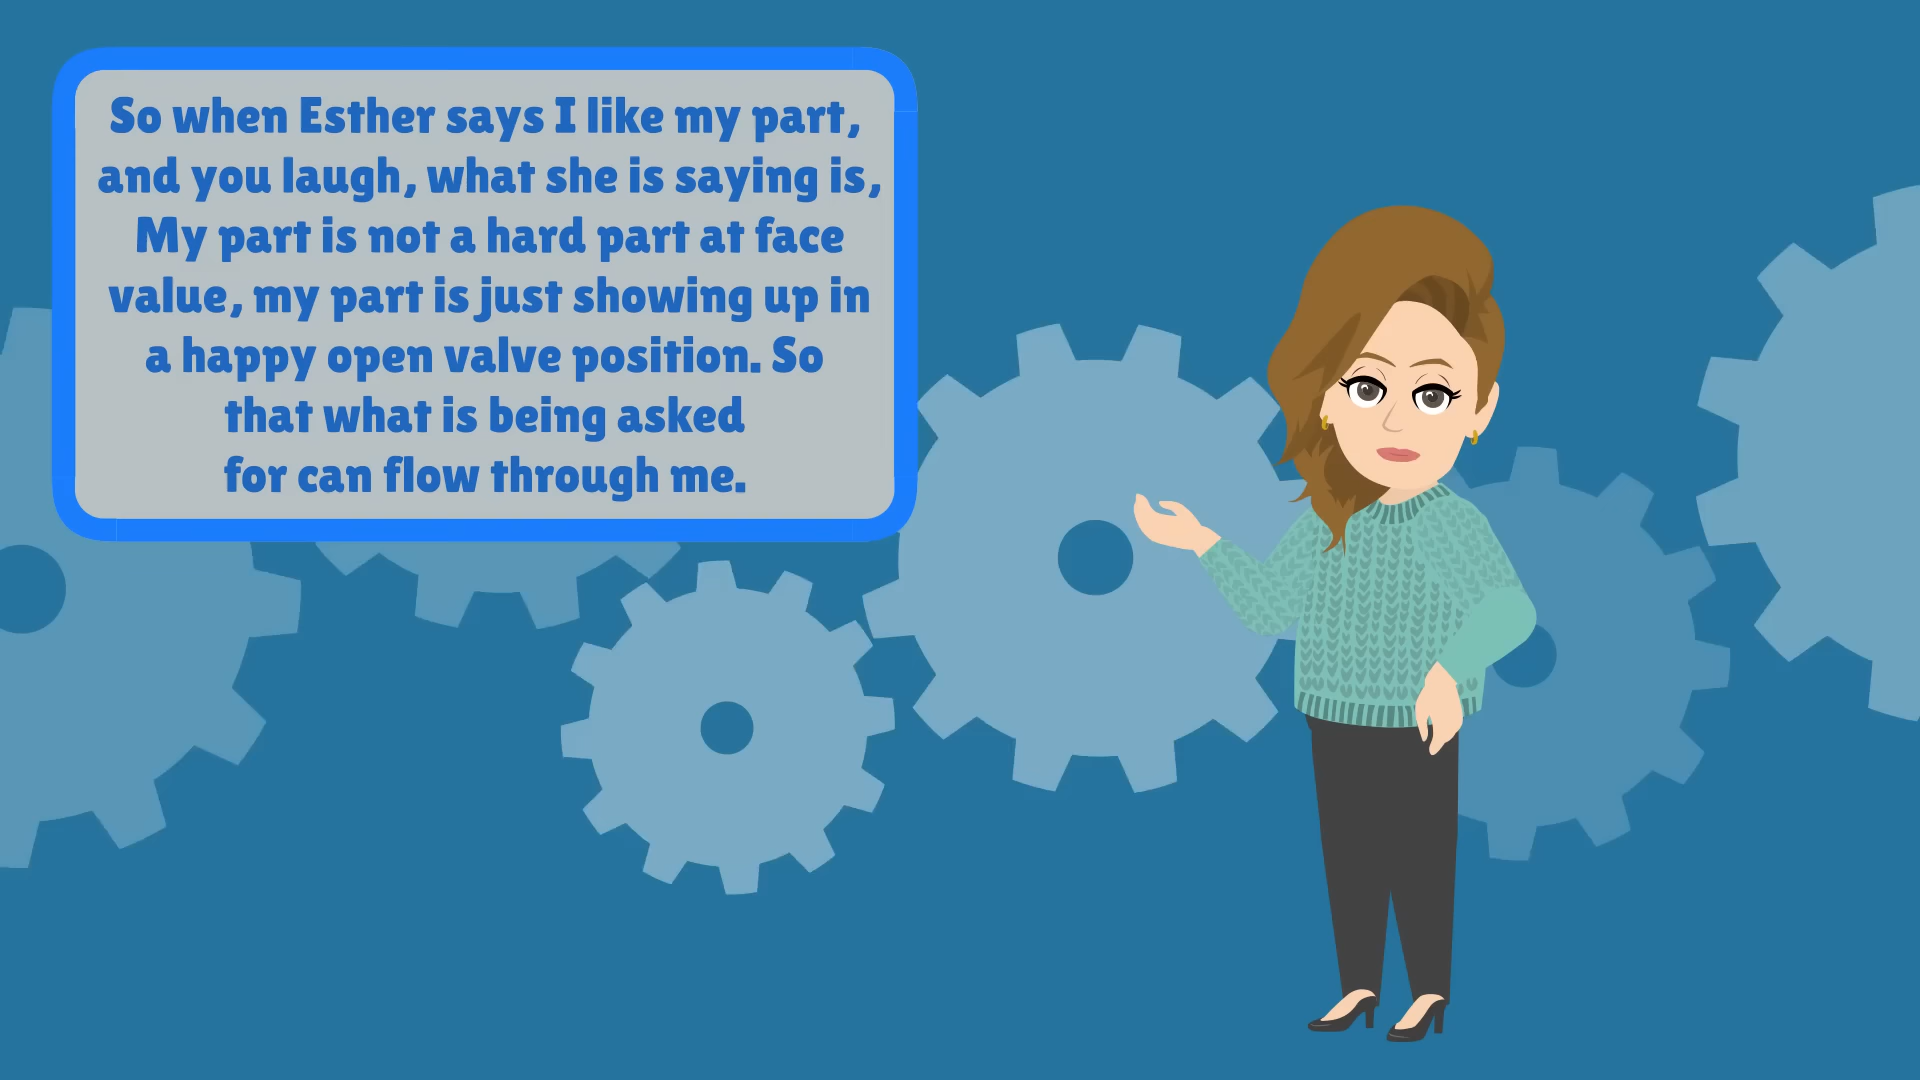 So when Esther says I like my part,
and you laugh, what she is saying is,
My part is not a hard part at face
value, my part is just showing up in
a happy open valve position. So
that what is being asked
for can flow through me.